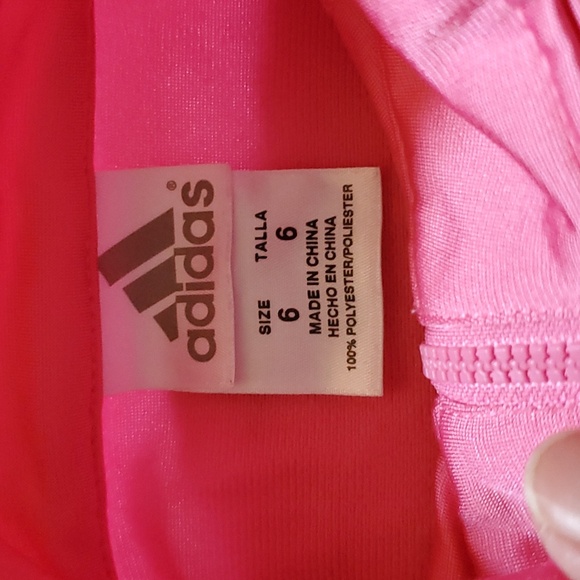 adidas®
SIZE TALLA
6 6
MADE IN CHINA
HECHO EN CHINA
100% POLYESTER/POLIESTER